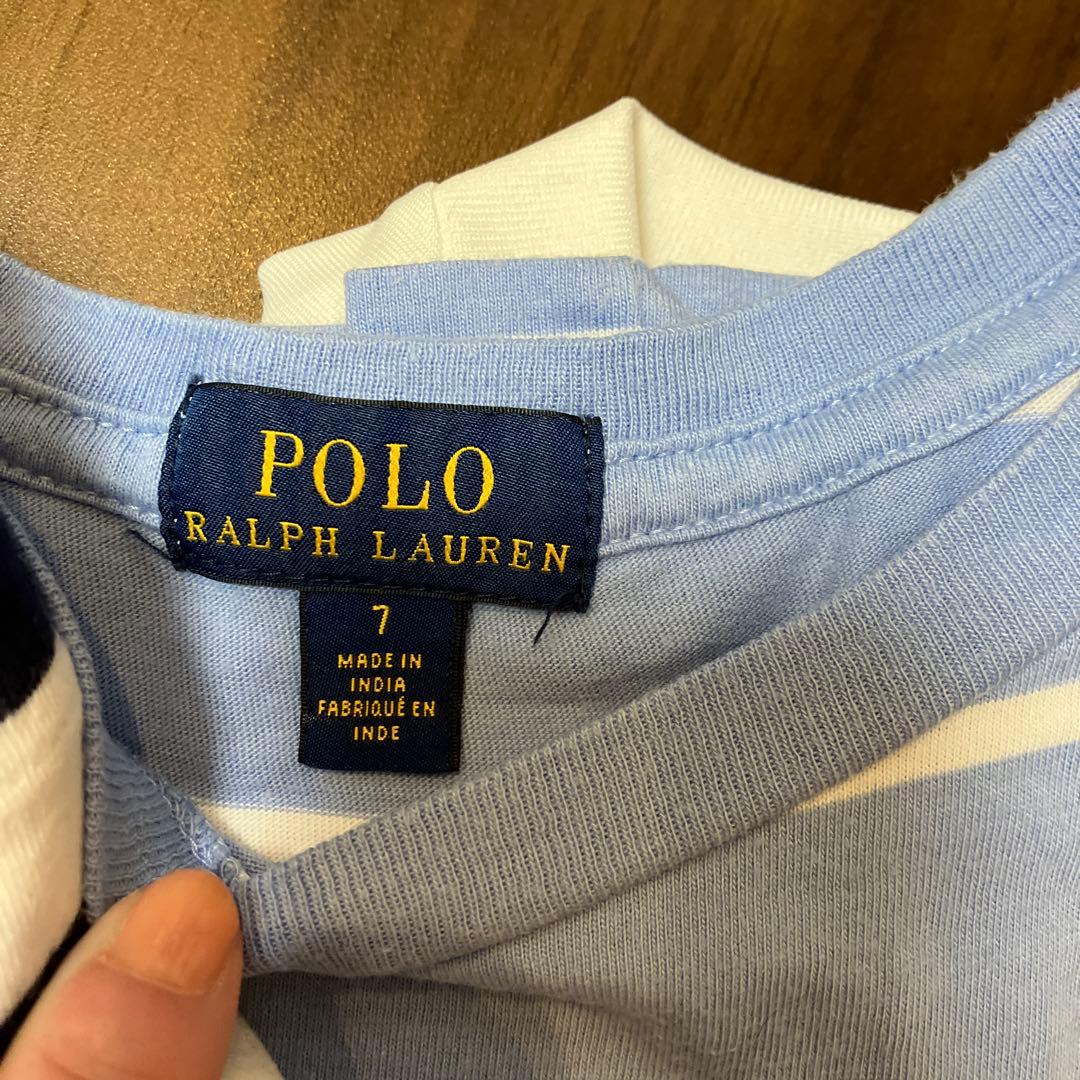 POLO
RALPH LAUREN
7
MADE IN
INDIA
FABRIQUÉ EN
INDE